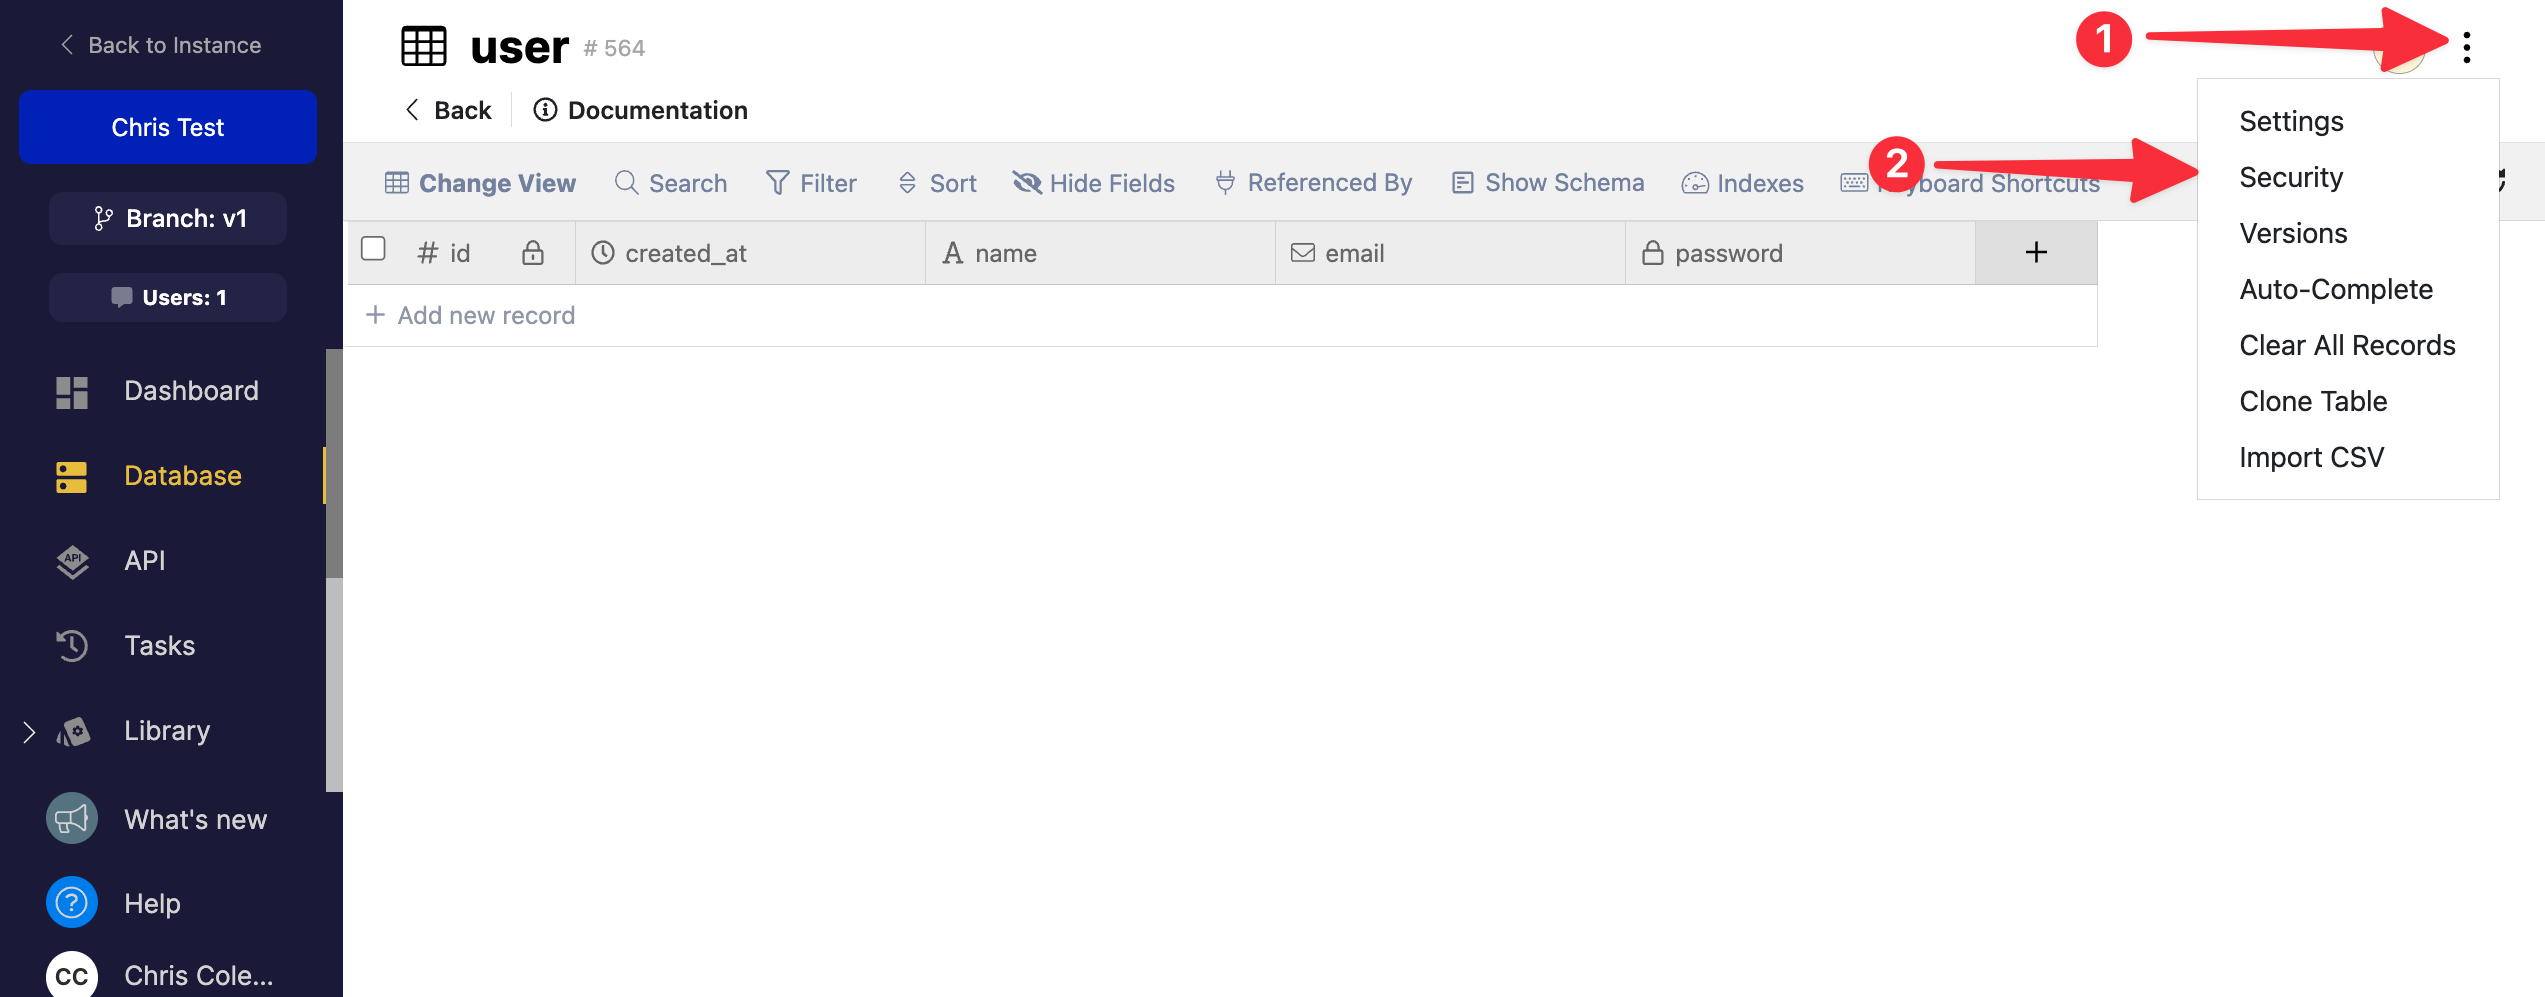 Back to Instance
Chris Test
Branch: v1
Users: 1
Dashboard
Database
API
API
Tasks
Library
What's new
?
Help
CC
Chris Cole...
user # 564
Back
Documentation
1
2
Change View
Search
Filter
Sort
Hide Fields
Referenced By
Show Schema
Indexes
Shortcuts
# id
created_at
A name
email
password
+
+ Add new record
Settings
Security
Versions
Auto-Complete
Clear All Records
Clone Table
Import CSV